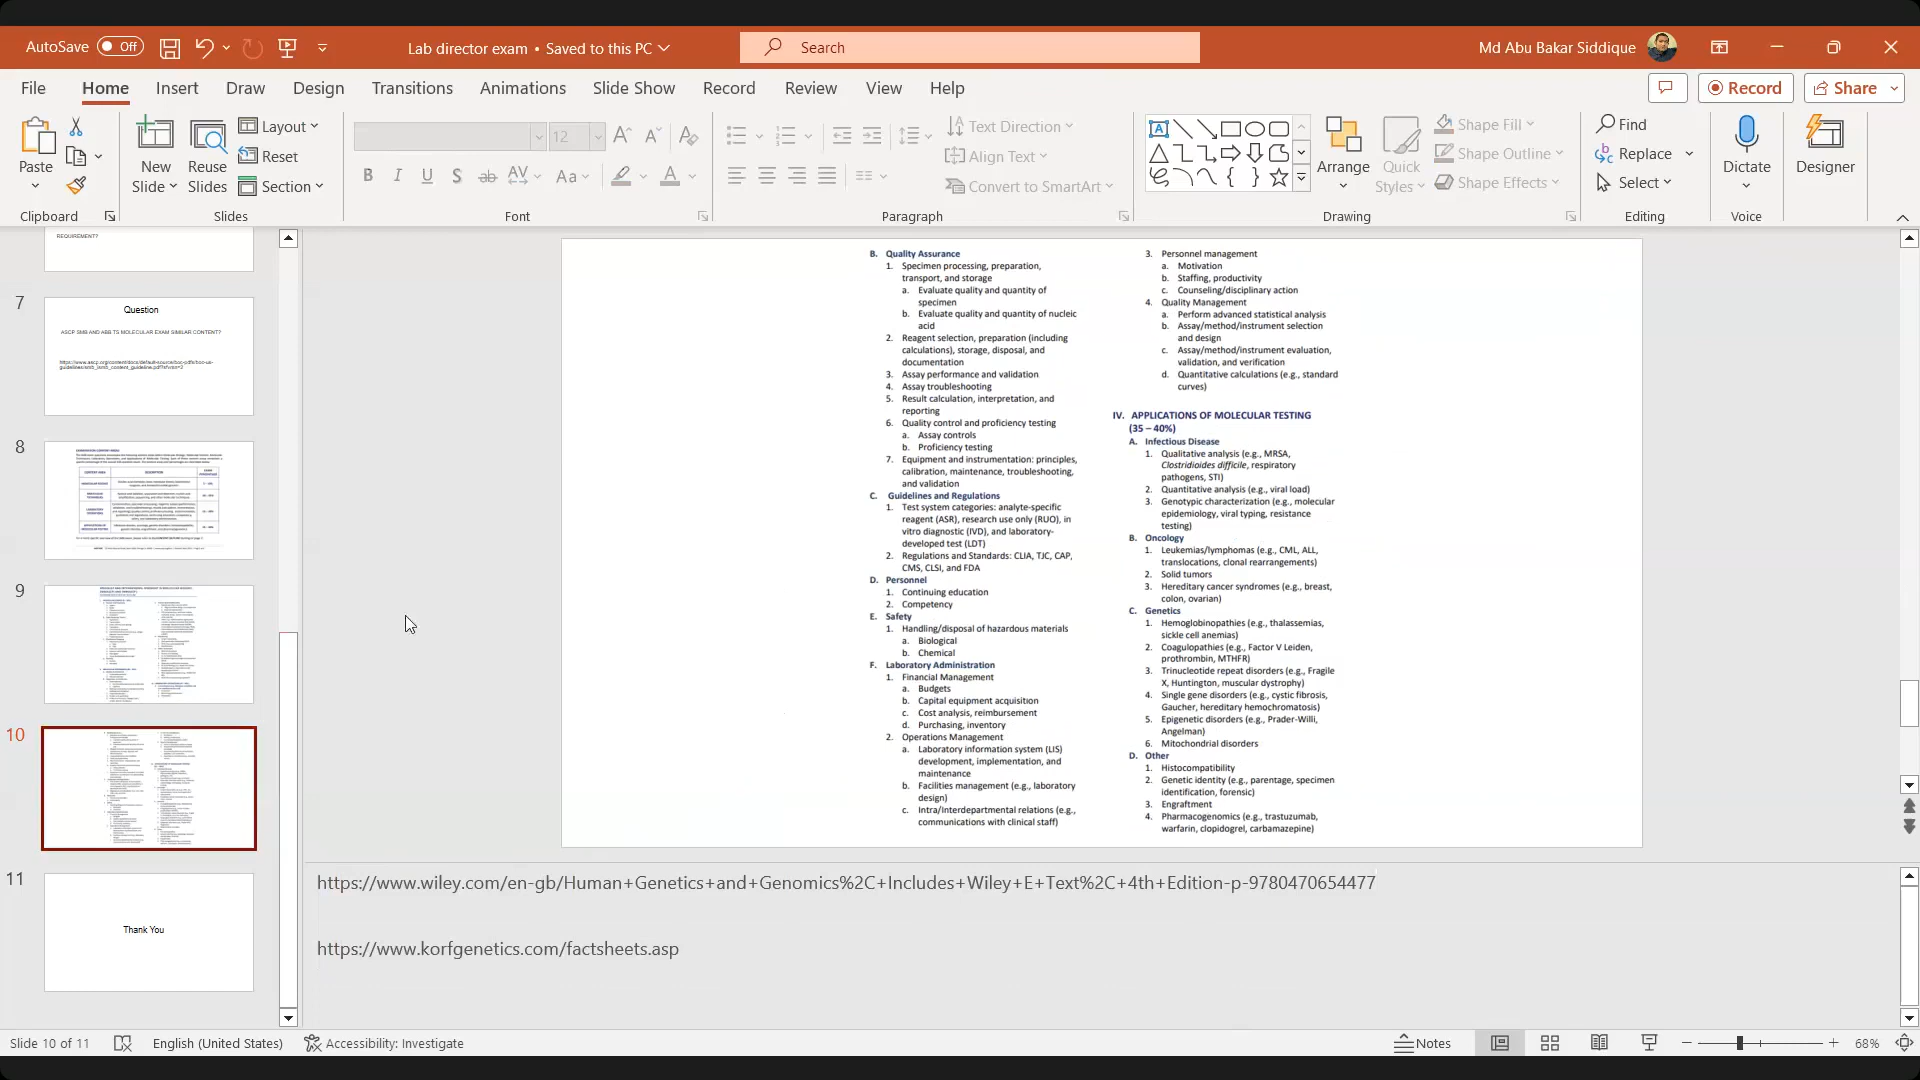 AutoSave Off
Lab director exam • Saved to this PC
Search
Md Abu Bakar Siddique
File Home Insert Draw Design Transitions Animations Slide Show Record Review View Help
Record
Share
Paste
New Slide
Reuse Slides
Layout
Reset
Section
12
Text Direction
Align Text
Convert to SmartArt
Arrange
Quick Styles
Shape Fill
Shape Outline
Shape Effects
Find
Replace
Select
Dictate
Designer
Clipboard
Slides
Font
Paragraph
Drawing
Editing
Voice
REQUIREMENT?
7
Question
ASCP SMB AND ABB TS MOLECULAR EXAM SIMILAR CONTENT?
8
9
10
11
Thank You
B. Quality Assurance
1. Specimen processing, preparation,
transport, and storage
a. Evaluate quality and quantity of
specimen
b. Evaluate quality and quantity of nucleic
acid
2. Reagent selection, preparation (including
calculations), storage, disposal, and
documentation
3. Assay performance and validation
4. Assay troubleshooting
5. Result calculation, interpretation, and
reporting
6. Quality control and proficiency testing
a. Assay controls
b. Proficiency testing
7. Equipment and instrumentation: principles,
calibration, maintenance, troubleshooting,
and validation
C. Guidelines and Regulations
1. Test system categories: analyte-specific
reagent (ASR), research use only (RUO), in
vitro diagnostic (IVD), and laboratory-
developed test (LDT)
2. Regulations and Standards: CLIA, TJC, CAP,
CMS, CLSI, and FDA
D. Personnel
1. Continuing education
2. Competency
E. Safety
1. Handling/disposal of hazardous materials
a. Biological
b. Chemical
F. Laboratory Administration
1. Financial Management
a. Budgets
b. Capital equipment acquisition
c. Cost analysis, reimbursement
d. Purchasing, inventory
2. Operations Management
a. Laboratory information system (LIS)
development, implementation, and
maintenance
b. Facilities management (e.g., laboratory
design)
c. Intra/Interdepartmental relations (e.g.,
communications with clinical staff)
3. Personnel management
a. Motivation
b. Staffing, productivity
c. Counseling/disciplinary action
4. Quality Management
a. Perform advanced statistical analysis
b. Assay/method/instrument selection
and design
c. Assay/method/instrument evaluation,
validation, and verification
d. Quantitative calculations (e.g., standard
curves)
IV. APPLICATIONS OF MOLECULAR TESTING
(35 – 40%)
A. Infectious Disease
1. Qualitative analysis (e.g., MRSA,
Clostridioides difficile, respiratory
pathogens, STI)
2. Quantitative analysis (e.g., viral load)
3. Genotypic characterization (e.g., molecular
epidemiology, viral typing, resistance
testing)
B. Oncology
1. Leukemias/lymphomas (e.g., CML, ALL,
translocations, clonal rearrangements)
2. Solid tumors
3. Hereditary cancer syndromes (e.g., breast,
colon, ovarian)
C. Genetics
1. Hemoglobinopathies (e.g., thalassemias,
sickle cell anemias)
2. Coagulopathies (e.g., Factor V Leiden,
prothrombin, MTHFR)
3. Trinucleotide repeat disorders (e.g., Fragile
X, Huntington, muscular dystrophy)
4. Single gene disorders (e.g., cystic fibrosis,
Gaucher, hereditary hemochromatosis)
5. Epigenetic disorders (e.g., Prader-Willi,
Angelman)
6. Mitochondrial disorders
D. Other
1. Histocompatibility
2. Genetic identity (e.g., parentage, specimen
identification, forensic)
3. Engraftment
4. Pharmacogenomics (e.g., trastuzumab,
warfarin, clopidogrel, carbamazepine)
https://www.wiley.com/en-gb/Human+Genetics+and+Genomics%2C+Includes+Wiley+E+Text%2C+4th+Edition-p-9780470654477
https://www.korfgenetics.com/factsheets.asp
Slide 10 of 11 English (United States) Accessibility: Investigate
Notes
68%